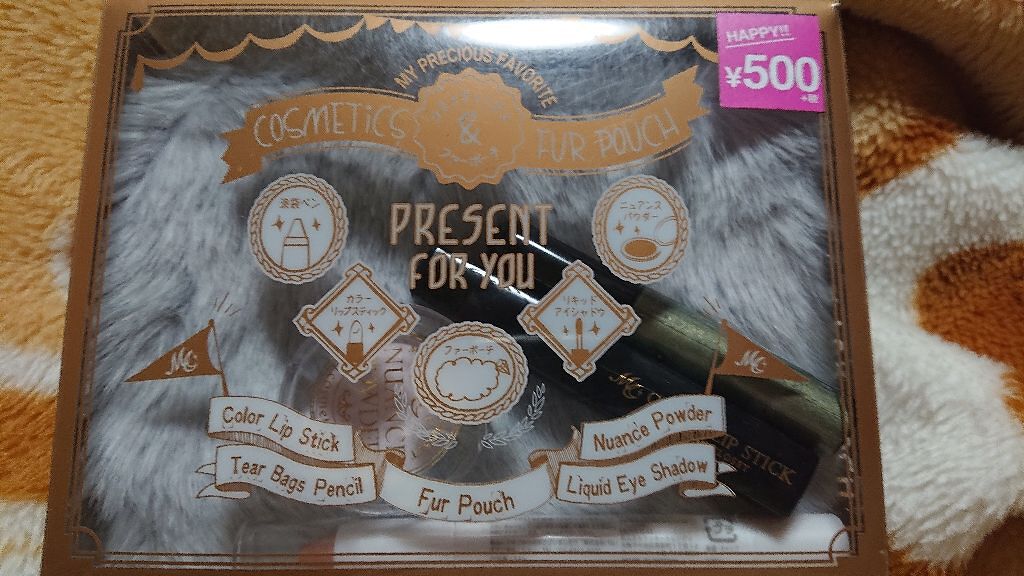 HAPPY!!
¥500
+税
MY PRECIOUS FAVORITE
COSMETICS
&
FUR POUCH
涙袋ペン
ニュアンス
パウダー
PRESENT
FOR YOU
カラー
リップスティック
リキッド
アイシャドウ
ファーポーチ
MC
MC
Color Lip Stick
Nuance Powder
Tear Bags Pencil
Liquid Eye Shadow
Fur Pouch